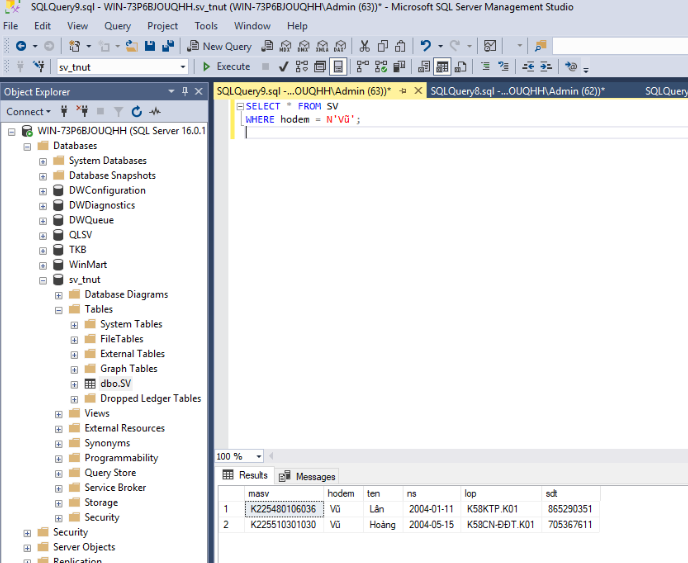 SQLQuery9.sql - WIN-73P6BJOUQHH.sv_tnut (WIN-73P6BJOUQHH\Admin (63))* - Microsoft SQL Server Management Studio
File Edit View Query Project Tools Window Help
New Query
MDX DMX XMLA DAX
sv_tnut
Execute
Object Explorer
SQLQuery9.sql -...OUQHH\Admin (63))*
SQLQuery8.sql -...OUQHH\Admin (62))*
SQLQuery
Connect
WIN-73P6BJOUQHH (SQL Server 16.0.1
Databases
System Databases
Database Snapshots
DWConfiguration
DWDiagnostics
DWQueue
QLSV
TKB
WinMart
sv_tnut
Database Diagrams
Tables
System Tables
FileTables
External Tables
Graph Tables
dbo.SV
Dropped Ledger Tables
Views
External Resources
Synonyms
Programmability
Query Store
Service Broker
Storage
Security
Security
Server Objects
Replication
SELECT * FROM SV
WHERE hodem = N'Vũ';
100 %
Results Messages
masv hodem ten ns lop sdt
1 K225480106036 Vũ Lân 2004-01-11 K58KTP.K01 865290351
2 K225510301030 Vũ Hoàng 2004-05-15 K58CN-ĐĐT.K01 705367611